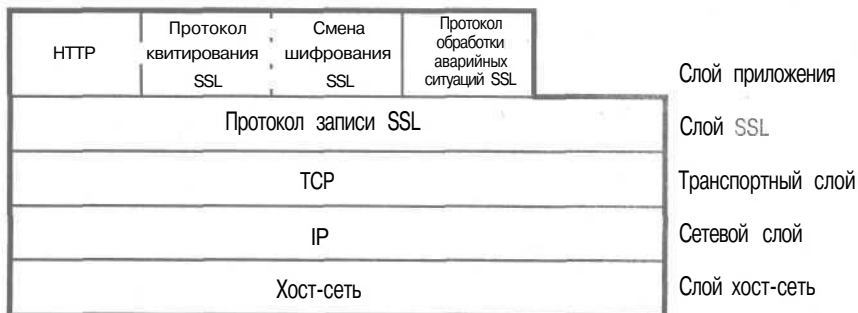 HTTP
Протокол
квитирования
SSL
Смена
шифрования
SSL
Протокол
обработки
аварийных
ситуаций SSL
Слой приложения
Протокол записи SSL
Слой SSL
TCP
Транспортный слой
IP
Сетевой слой
Хост-сеть
Слой хост-сеть